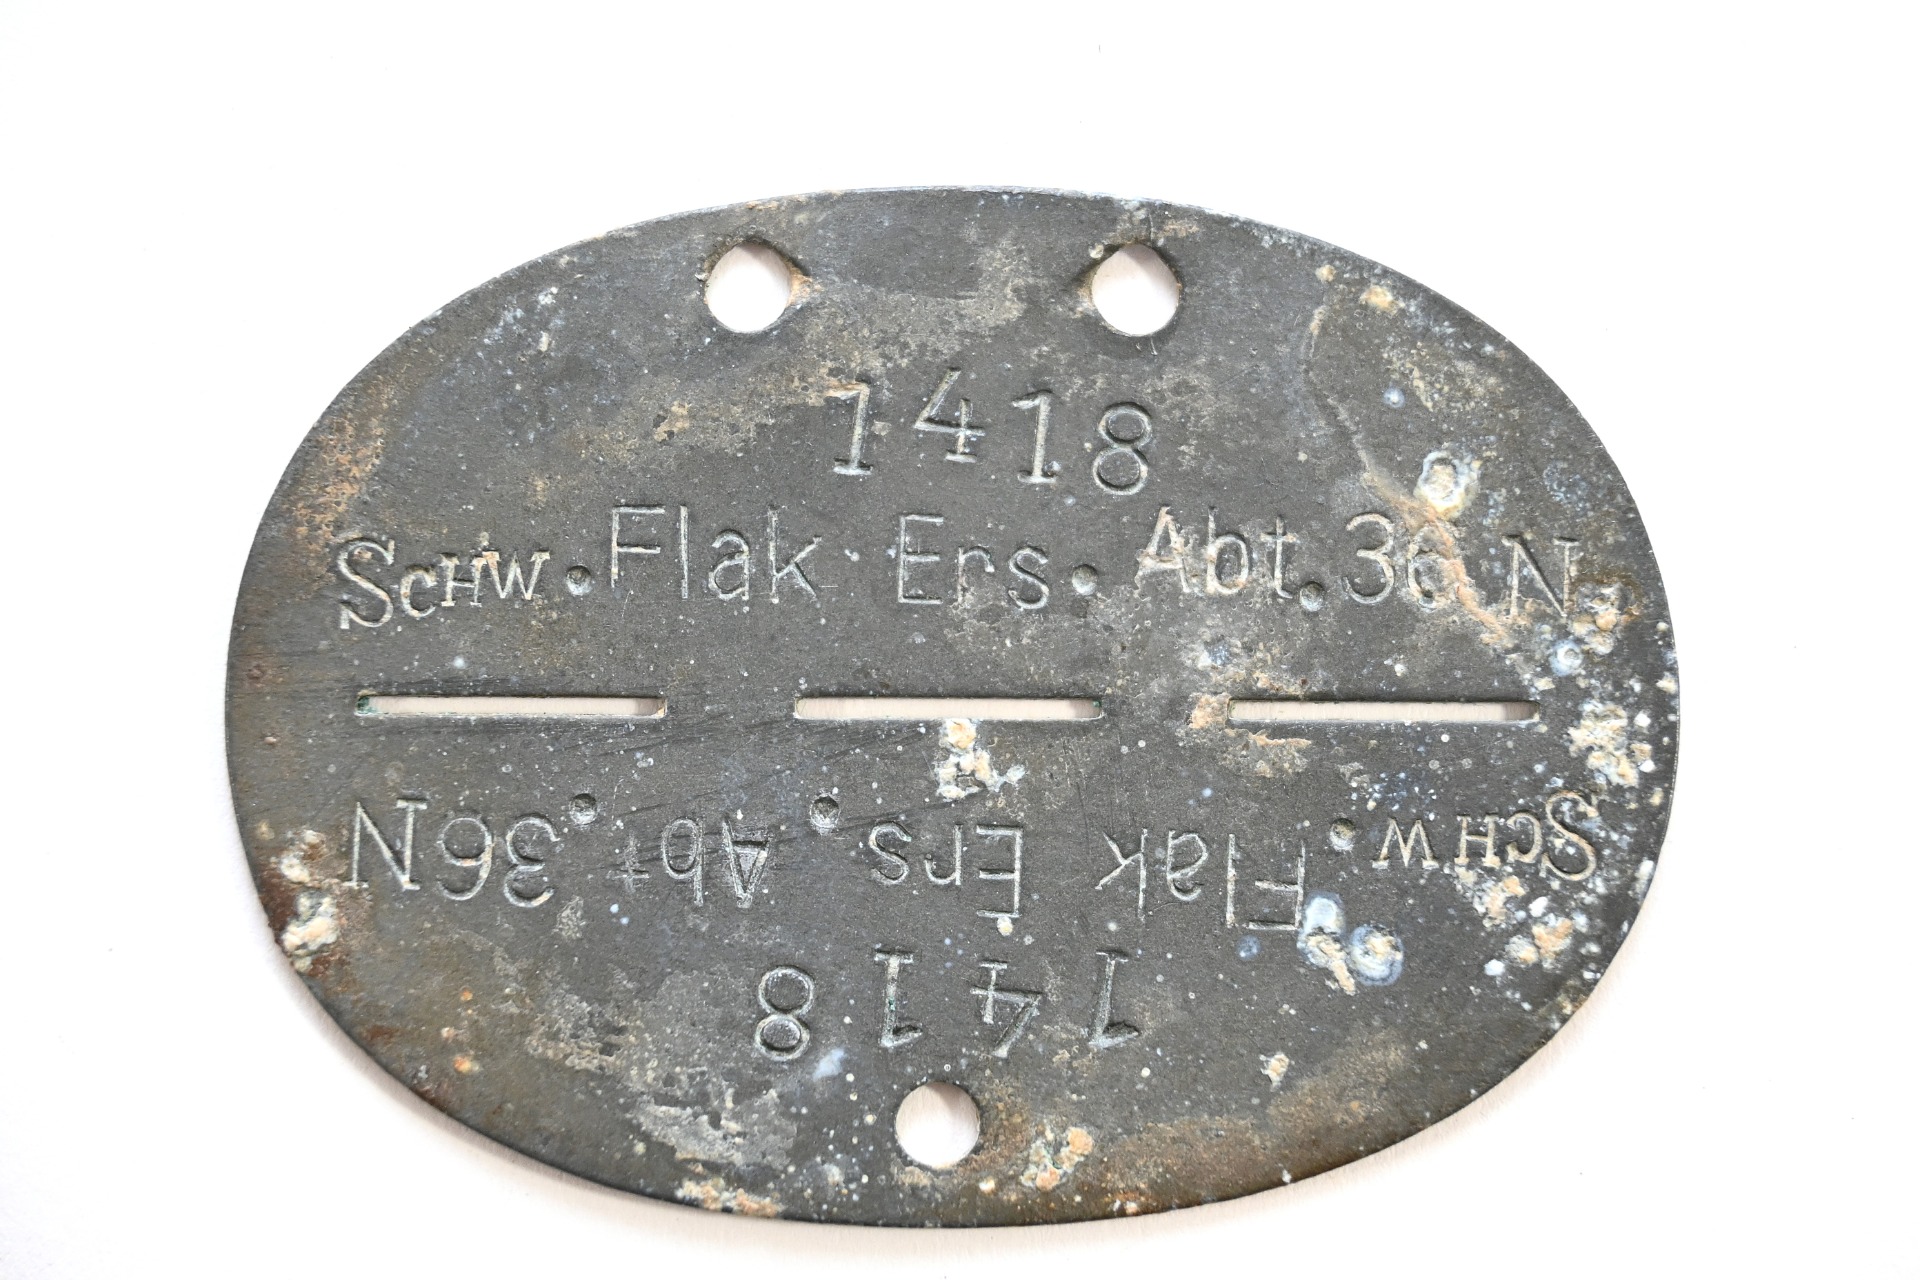 1418
Schw. Flak Ers. Abt. 36 N
Schw. Flak Ers. Abt. 36N
1418